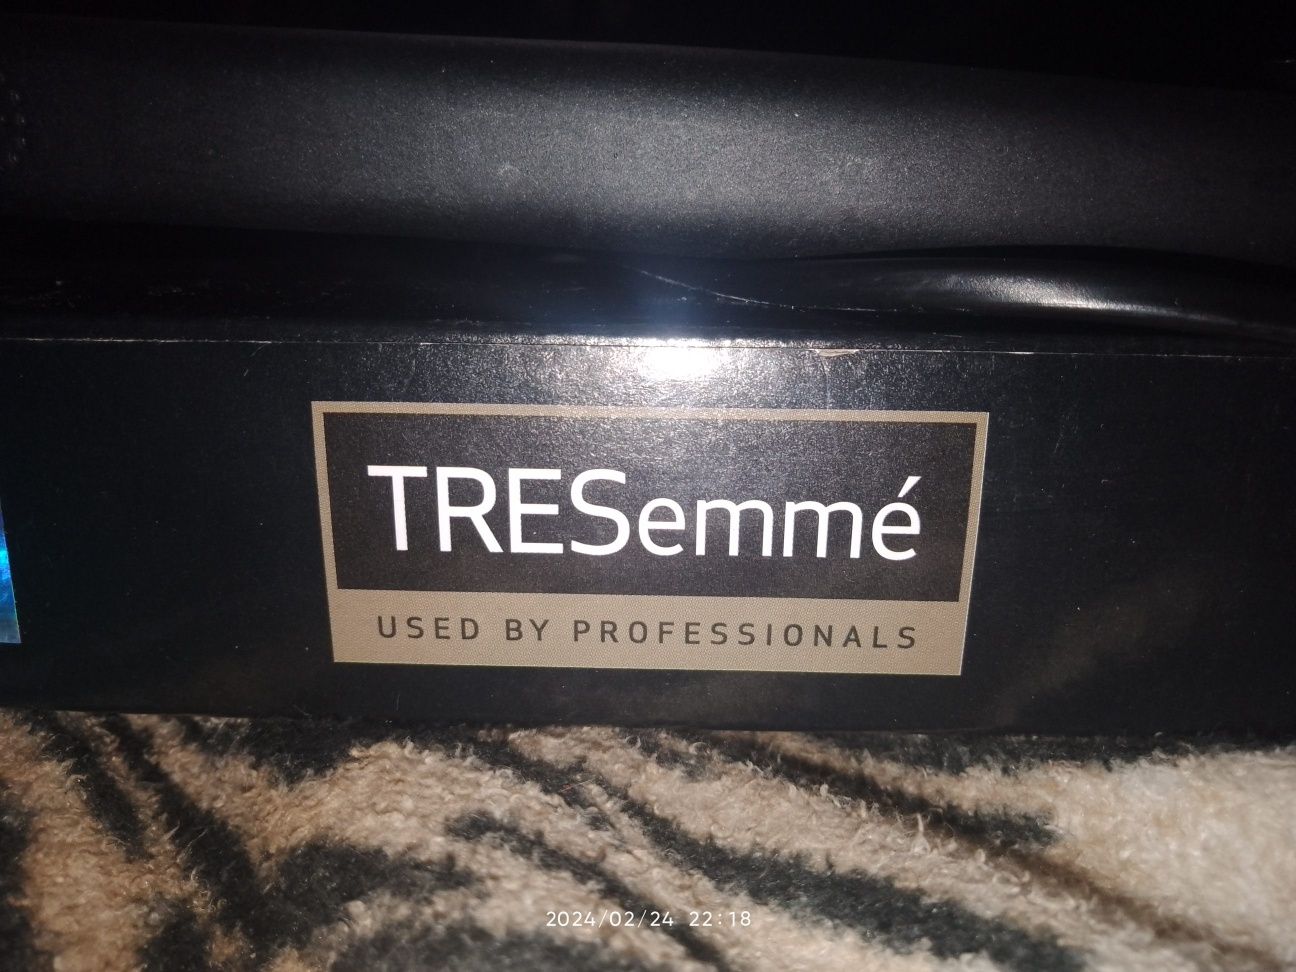 TRESemmé
USED BY PROFESSIONALS
2024/02/24 22:18